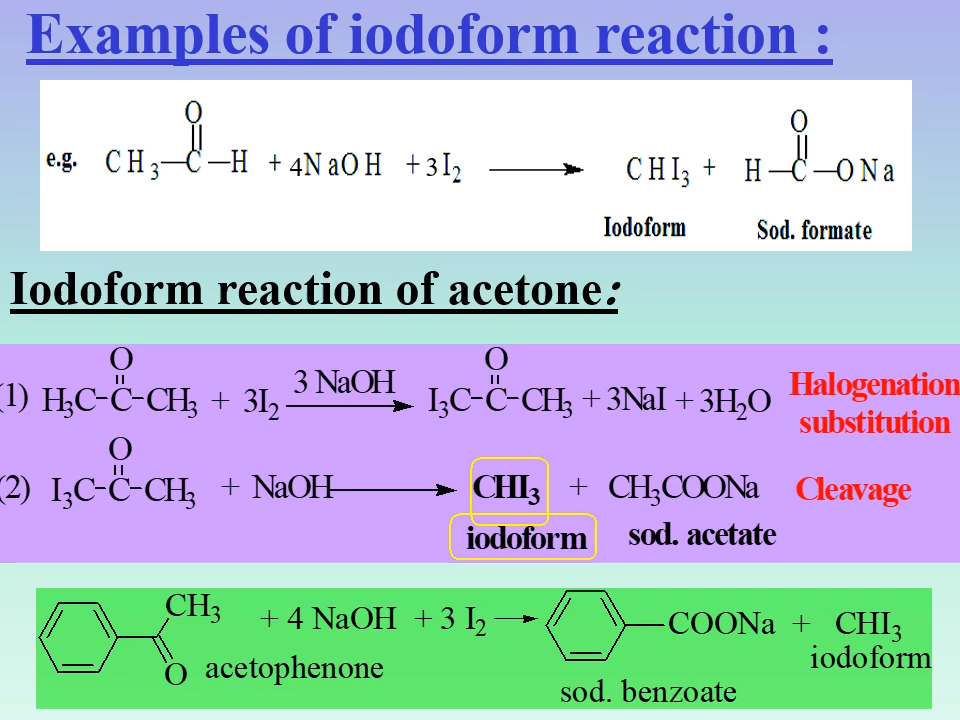 Examples of iodoform reaction :
O
e.g. CH3—C—H + 4NaOH + 3I2 → CHI3 + H—C—ONa
O
Iodoform Sod. formate
Iodoform reaction of acetone:
O O
(1) H3C-C-CH3 + 3I2 3 NaOH → I3C-C-CH3 + 3NaI + 3H2O Halogenation
substitution
O
(2) I3C-C-CH3 + NaOH → CHI3 + CH3COONa Cleavage
iodoform sod. acetate
CH3 + 4 NaOH + 3 I2 → COONa + CHI3
O acetophenone iodoform
sod. benzoate